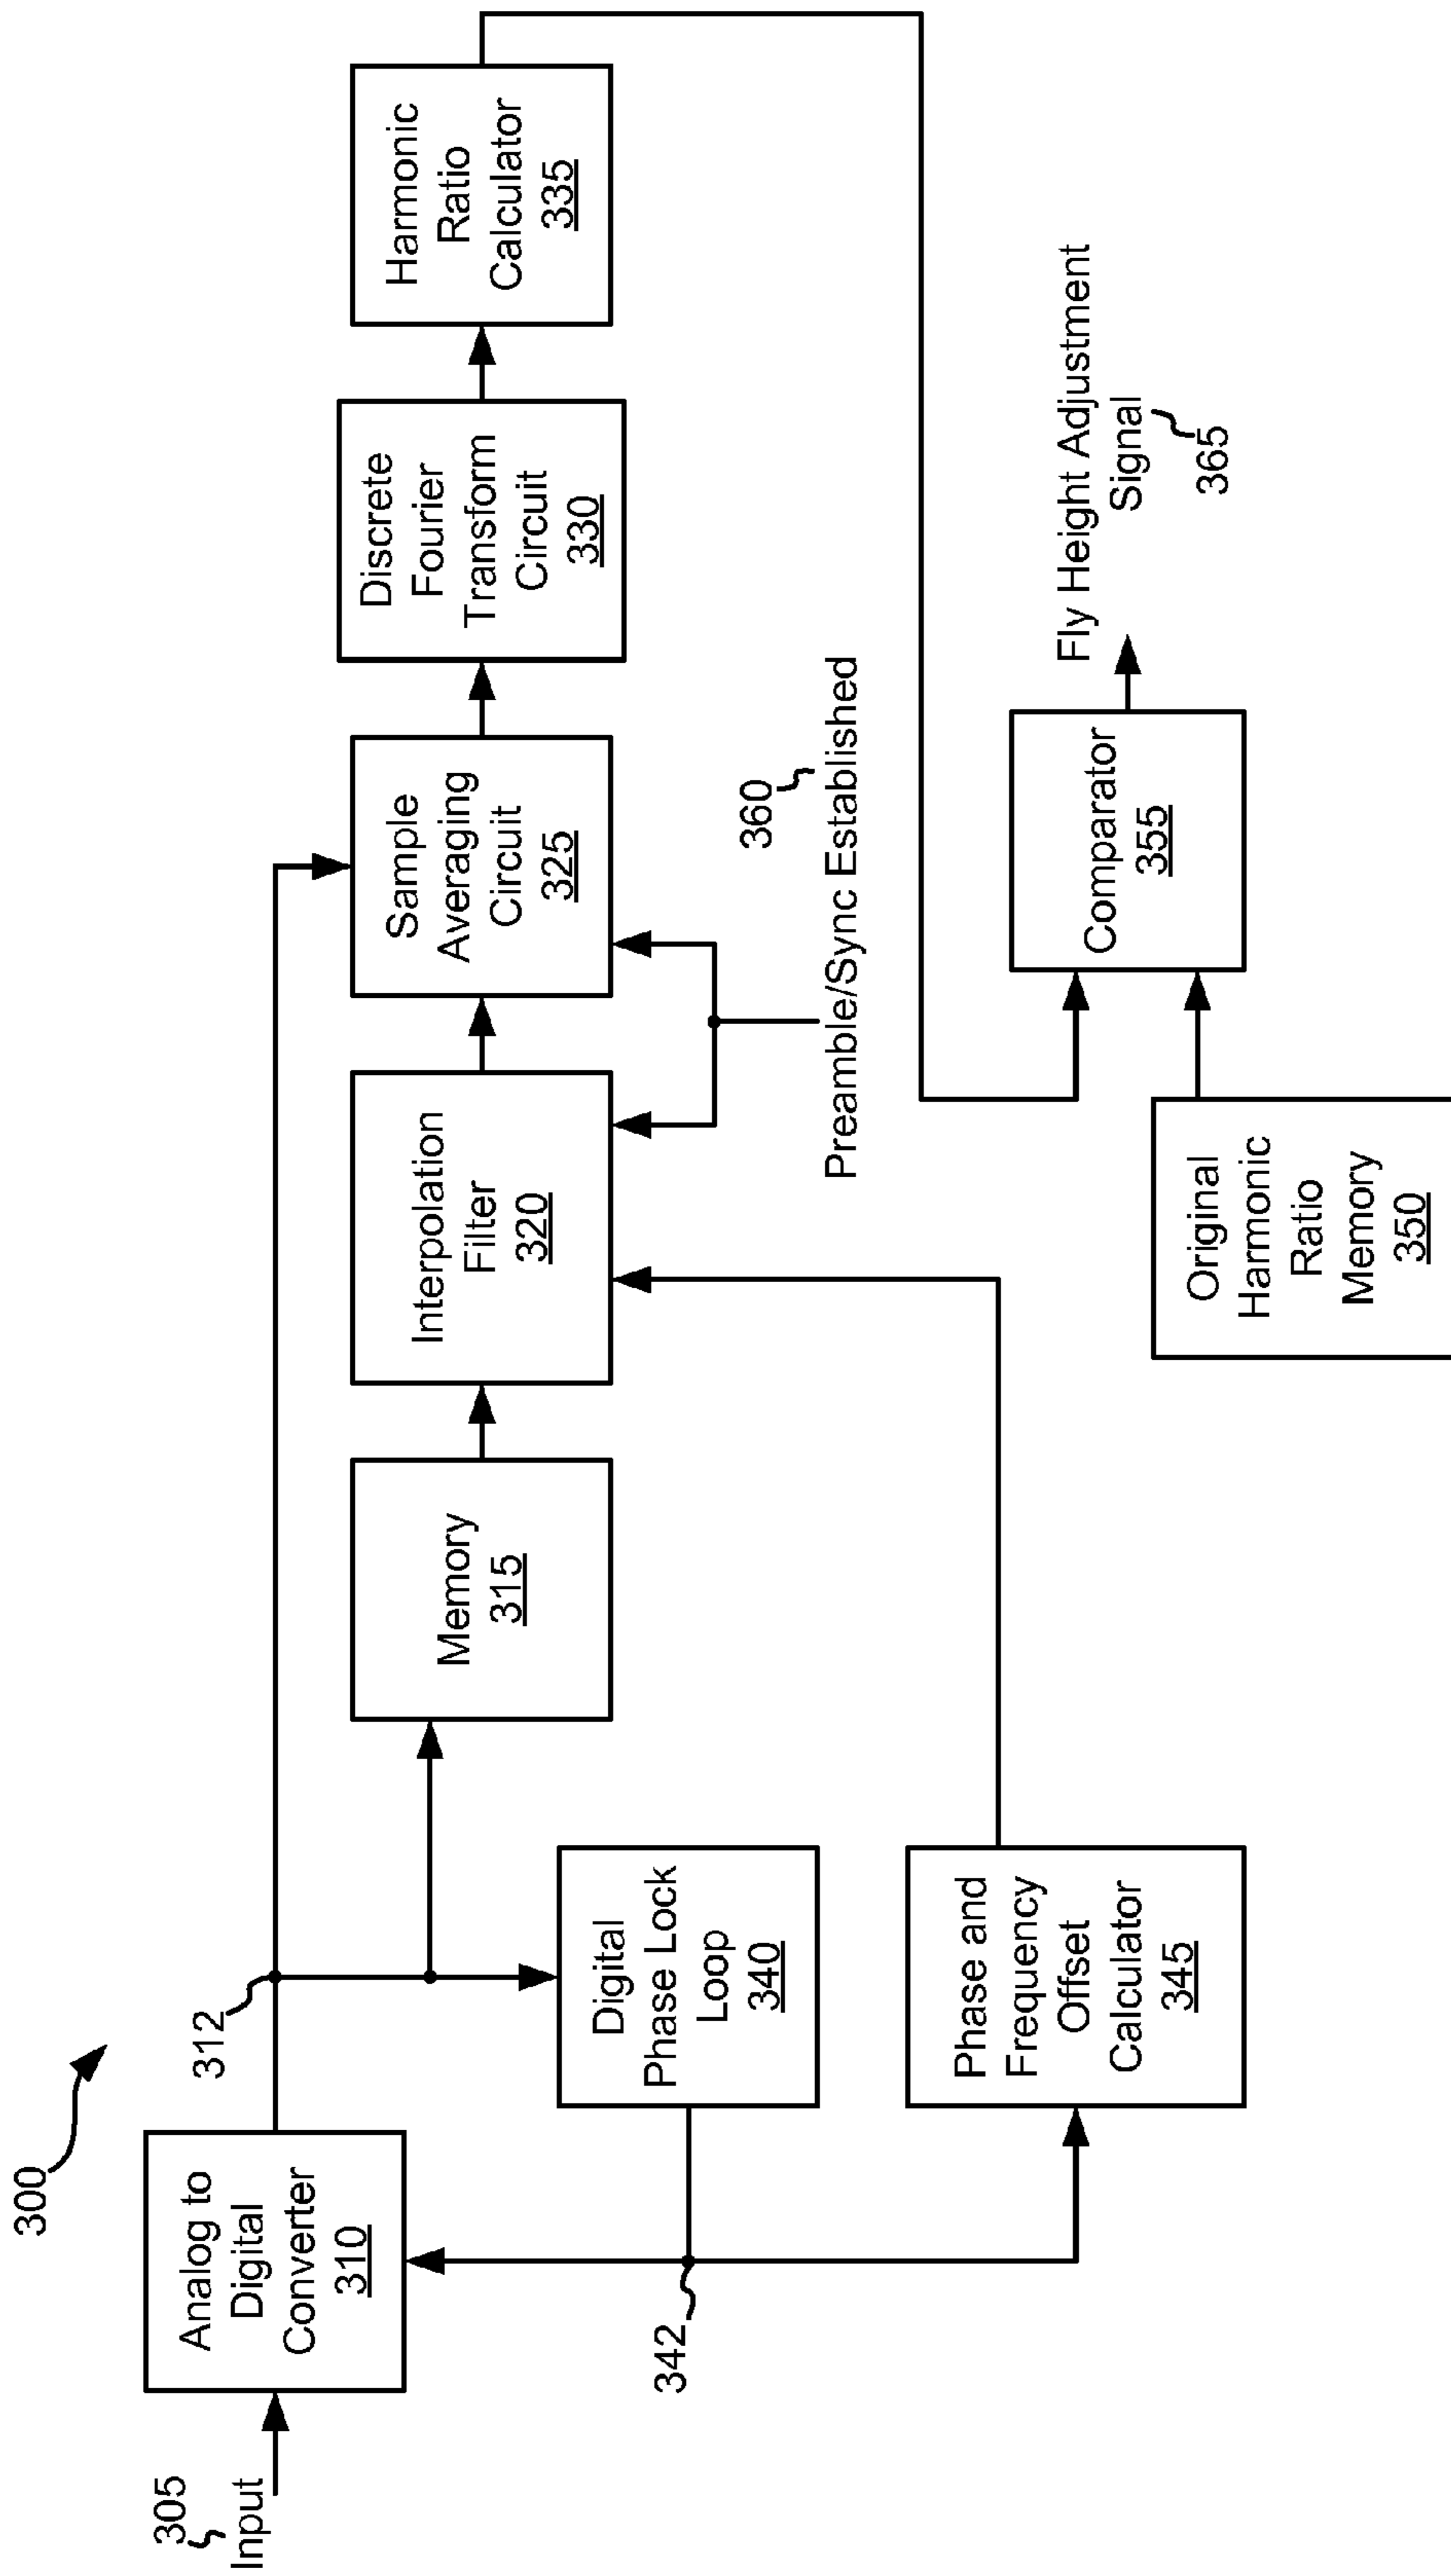 300
305
Input
Analog to
Digital
Converter
310
312
342
Digital
Phase Lock
Loop
340
Phase and
Frequency
Offset
Calculator
345
Memory
315
Interpolation
Filter
320
Sample
Averaging
Circuit
325
Discrete
Fourier
Transform
Circuit
330
Harmonic
Ratio
Calculator
335
360
Preamble/Sync Established
Original
Harmonic
Ratio
Memory
350
Comparator
355
Fly Height Adjustment
Signal
365